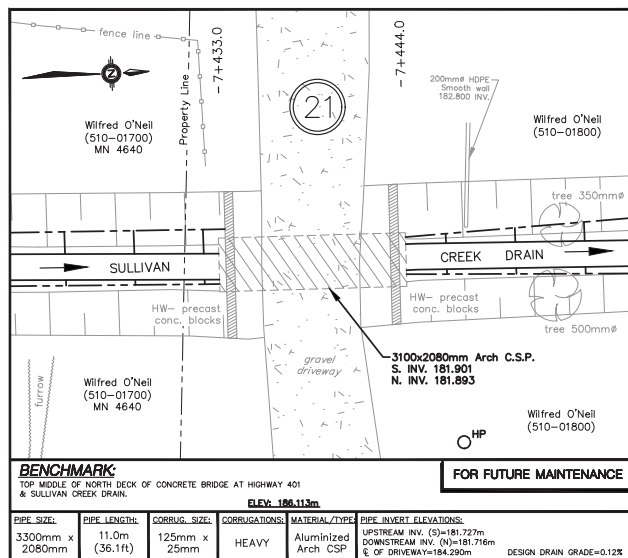 fence line
Property Line
-7+433.0
21
-7+444.0
200mmø HDPE
Smooth wall
182.800 INV.
Wilfred O'Neil
(510-01800)
N
Wilfred O'Neil
(510-01700)
MN 4640
tree 350mmø
SULLIVAN
CREEK DRAIN
HW- precast
conc. blocks
HW- precast
conc. blocks
tree 500mmø
gravel
driveway
3100x2080mm Arch C.S.P.
S. INV. 181.901
N. INV. 181.893
furrow
Wilfred O'Neil
(510-01700)
MN 4640
Wilfred O'Neil
(510-01800)
HP
BENCHMARK:
TOP MIDDLE OF NORTH DECK OF CONCRETE BRIDGE AT HIGHWAY 401
& SULLIVAN CREEK DRAIN.
ELEV: 186.113m
FOR FUTURE MAINTENANCE
PIPE SIZE:
3300mm x
2080mm
PIPE LENGTH:
11.0m
(36.1ft)
CORRUG. SIZE:
125mm x
25mm
CORRUGATIONS:
HEAVY
MATERIAL/TYPE:
Aluminized
Arch CSP
PIPE INVERT ELEVATIONS:
UPSTREAM INV. (S)=181.727m
DOWNSTREAM INV. (N)=181.716m
℄ OF DRIVEWAY=184.290m
DESIGN DRAIN GRADE=0.12%